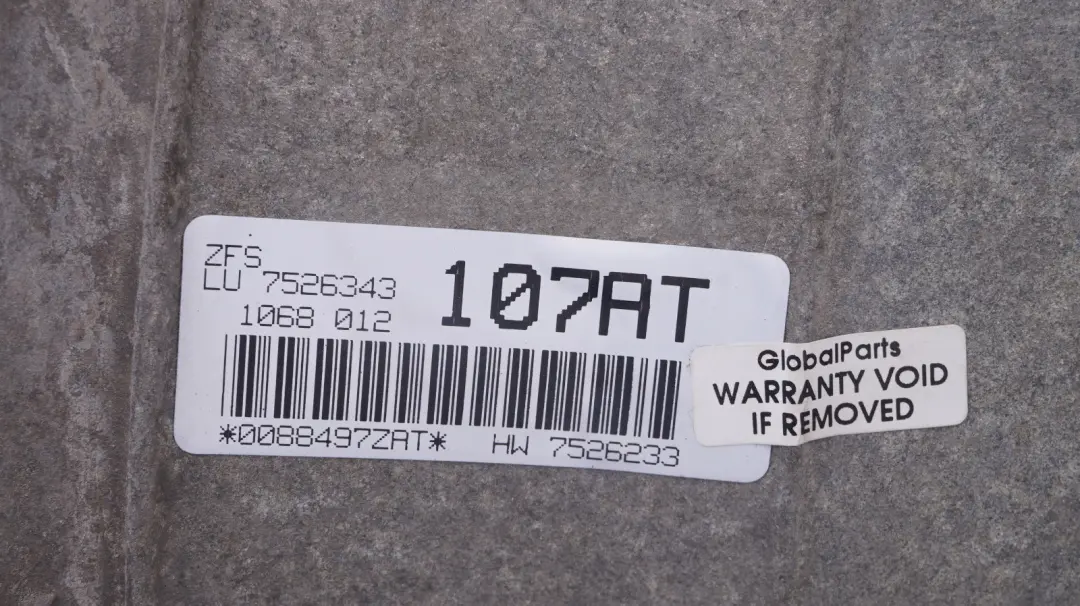 ZFS
LU 7526343
1068 012
107AT
*0088497ZAT* HW 7526233
GlobalParts
WARRANTY VOID
IF REMOVED